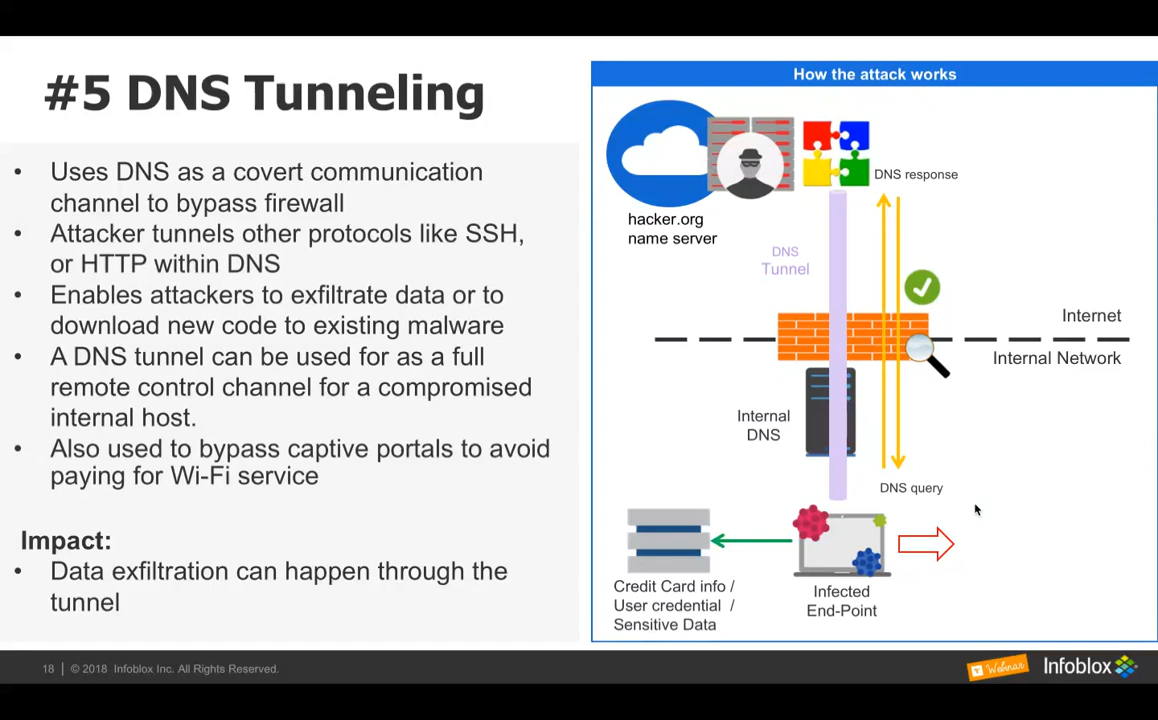 #5 DNS Tunneling
• Uses DNS as a covert communication
channel to bypass firewall
• Attacker tunnels other protocols like SSH,
or HTTP within DNS
• Enables attackers to exfiltrate data or to
download new code to existing malware
• A DNS tunnel can be used for as a full
remote control channel for a compromised
internal host.
• Also used to bypass captive portals to avoid
paying for Wi-Fi service
Impact:
• Data exfiltration can happen through the
tunnel
How the attack works
DNS response
hacker.org
name server
DNS
Tunnel
Internet
Internal Network
Internal
DNS
DNS query
Credit Card info /
User credential /
Sensitive Data
Infected
End-Point
18 | © 2018 Infoblox Inc. All Rights Reserved.
Webinar
Infoblox